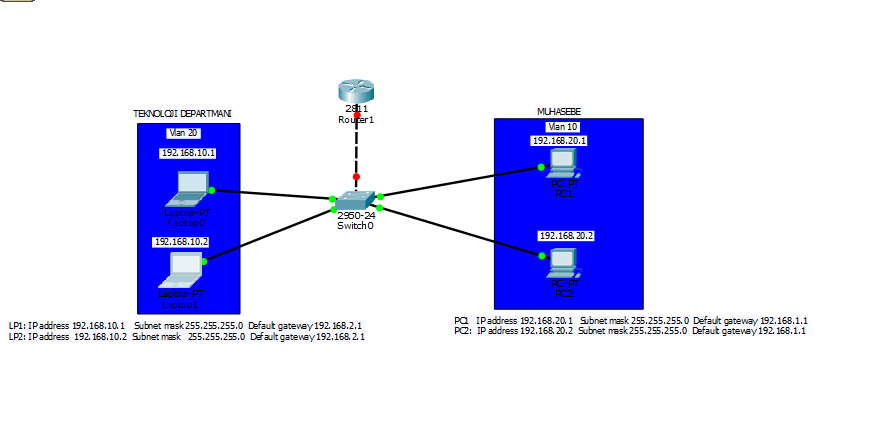 2811
Router1
TEKNOLOJI DEPARTMANI
Vlan 20
192.168.10.1
Laptop-PT
Laptop0
192.168.10.2
Laptop-PT
Laptop1
2950-24
Switch0
MUHASEBE
Vlan 10
192.168.20.1
PC-PT
PC1
192.168.20.2
PC-PT
PC2
LP1: IP address 192.168.10.1 Subnet mask 255.255.255.0 Default gateway 192.168.2.1
LP2: IP address 192.168.10.2 Subnet mask 255.255.255.0 Default gateway 192.168.2.1
PC1 IP address 192.168.20.1 Subnet mask 255.255.255.0 Default gateway 192.168.1.1
PC2: IP address 192.168.20.2 Subnet mask 255.255.255.0 Default gateway 192.168.1.1